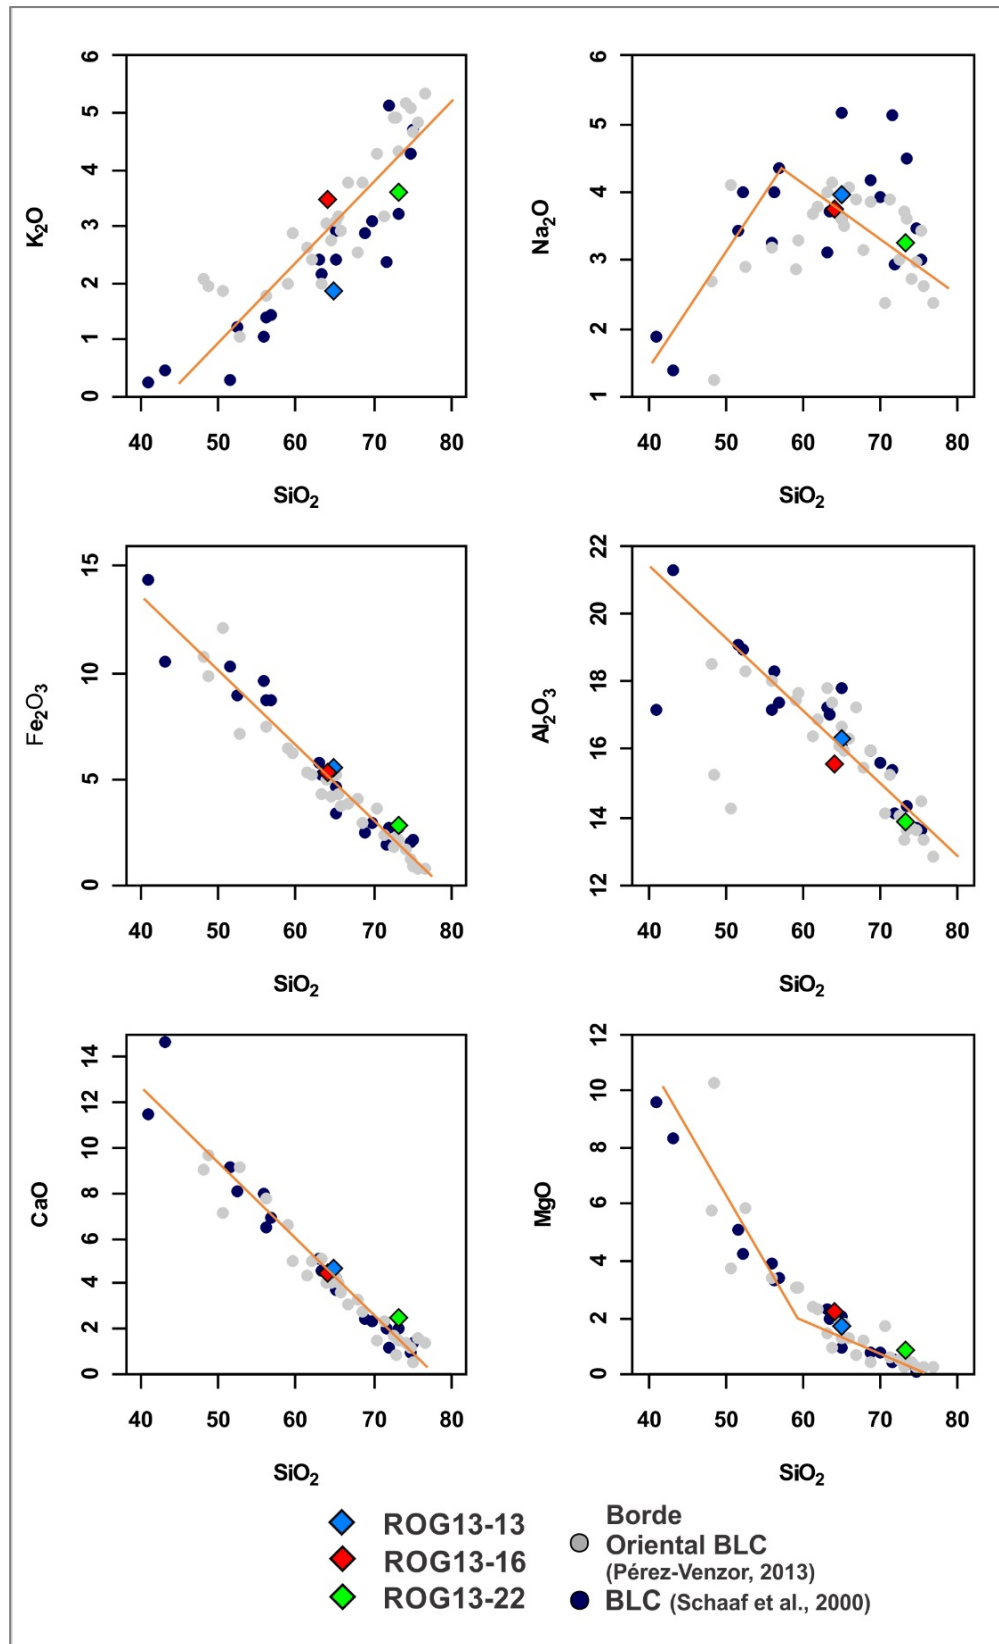 6
5
4
3
2
1
0
K₂O
40 50 60 70 80
SiO₂
6
5
4
3
2
1
Na₂O
40 50 60 70 80
SiO₂
15
10
5
0
Fe₂O₃
40 50 60 70 80
SiO₂
22
20
18
16
14
12
Al₂O₃
40 50 60 70 80
SiO₂
14
12
10
8
6
4
2
0
CaO
40 50 60 70 80
SiO₂
12
10
8
6
4
2
0
MgO
40 50 60 70 80
SiO₂
ROG13-13
ROG13-16
ROG13-22
Borde
Oriental BLC
(Pérez-Venzor, 2013)
BLC (Schaaf et al., 2000)